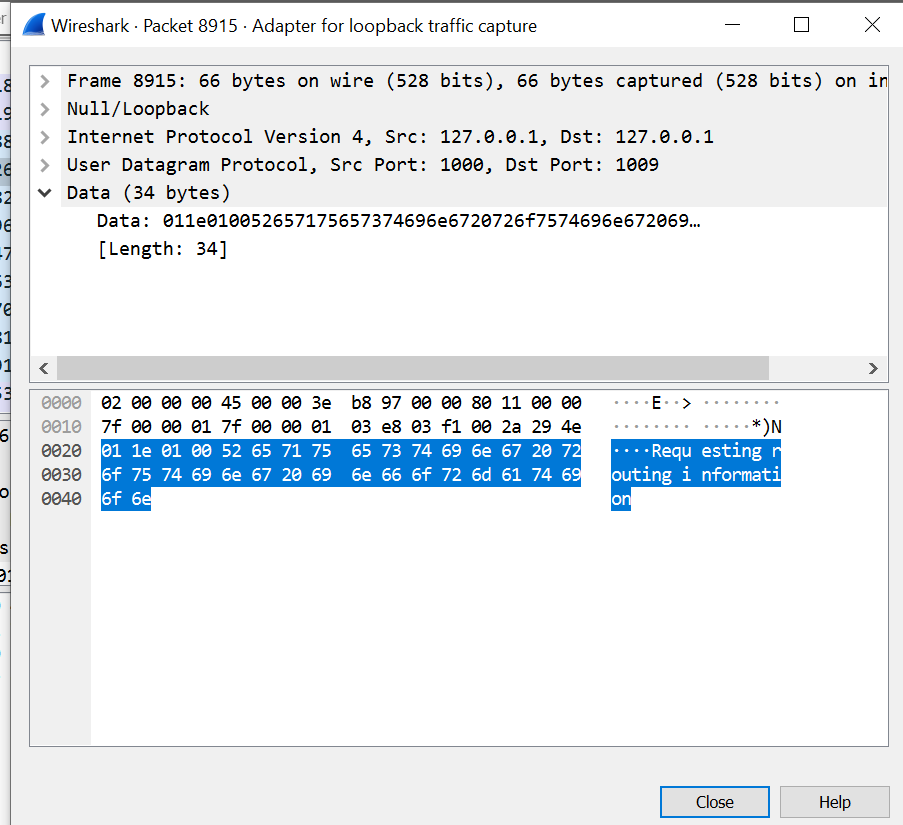 Wireshark · Packet 8915 · Adapter for loopback traffic capture
Frame 8915: 66 bytes on wire (528 bits), 66 bytes captured (528 bits) on in
Null/Loopback
Internet Protocol Version 4, Src: 127.0.0.1, Dst: 127.0.0.1
User Datagram Protocol, Src Port: 1000, Dst Port: 1009
Data (34 bytes)
Data: 011e010052657175657374696e6720726f7574696e672069…
[Length: 34]
0000 02 00 00 00 45 00 00 3e b8 97 00 00 80 11 00 00 ····E··> ········
0010 7f 00 00 01 7f 00 00 01 03 e8 03 f1 00 2a 29 4e ········ ·····*)N
0020 01 1e 01 00 52 65 71 75 65 73 74 69 6e 67 20 72 ····Requ esting r
0030 6f 75 74 69 6e 67 20 69 6e 66 6f 72 6d 61 74 69 outing i nformati
0040 6f 6e on
Close Help